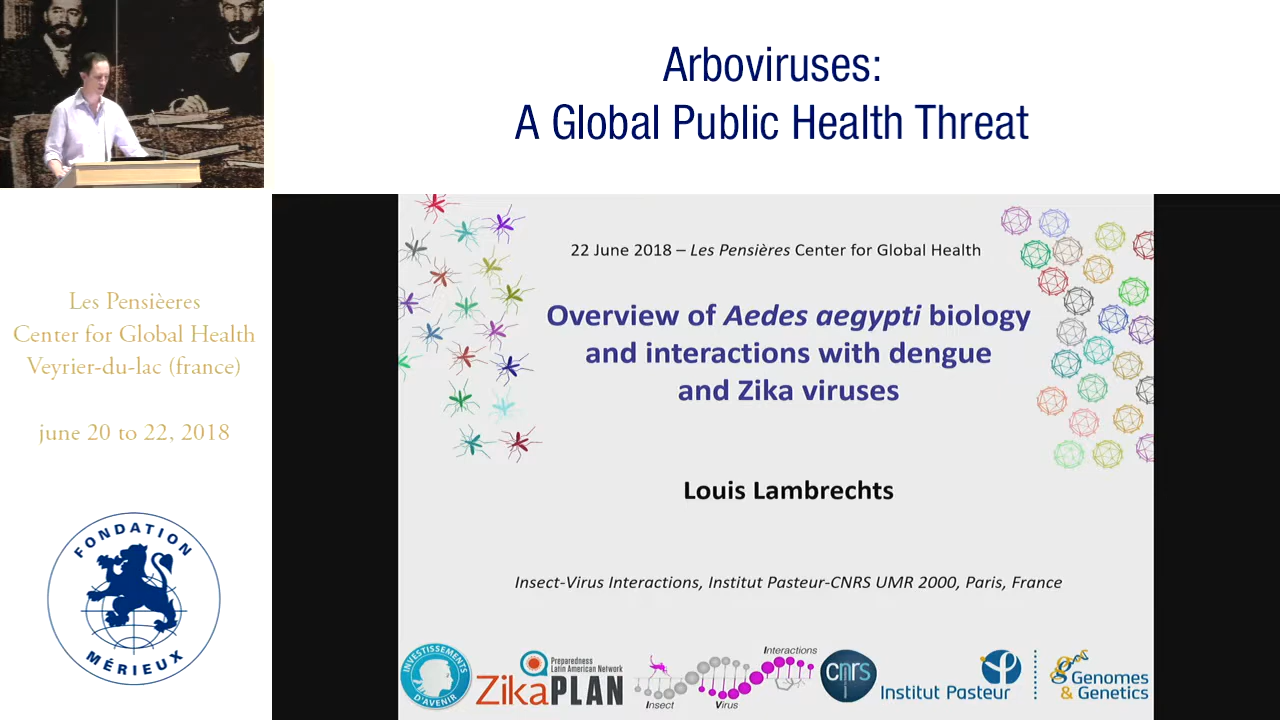 Arboviruses:
A Global Public Health Threat
Les Pensièeres
Center for Global Health
Veyrier-du-lac (france)
june 20 to 22, 2018
FONDATION
MÉRIEUX
22 June 2018 – Les Pensières Center for Global Health
Overview of Aedes aegypti biology
and interactions with dengue
and Zika viruses
Louis Lambrechts
Insect-Virus Interactions, Institut Pasteur-CNRS UMR 2000, Paris, France
INVESTISSEMENTS
D'AVENIR
Preparedness
Latin American Network
ZikaPLAN
Interactions
Insect
Virus
cnrs
Institut Pasteur
Genomes
& Genetics